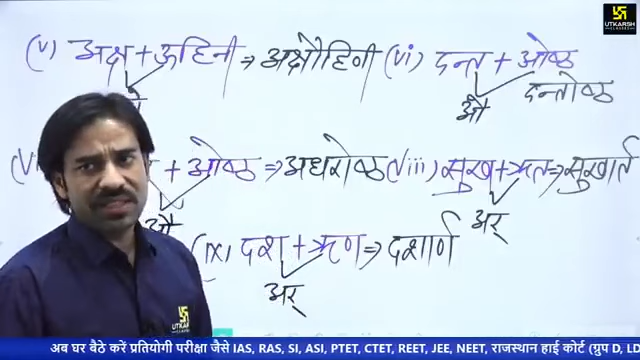 (v) अक्ष + ऊहिनी ⇒ अक्षौहिनी (vi) दन्त + ओष्ठ
औ दन्तोष्ठ
+ ओष्ठ ⇒ अधरोष्ठ (viii) सुख + ऋत ⇒ सुखार्त
औ अर्
(ix) दश + ऋण ⇒ दशार्ण
अर्
UTKARSH
CLASSES
UTKARSH
अब घर बैठे करें प्रतियोगी परीक्षा जैसे IAS, RAS, SI, ASI, PTET, CTET, REET, JEE, NEET, राजस्थान हाई कोर्ट (ग्रुप D, LD